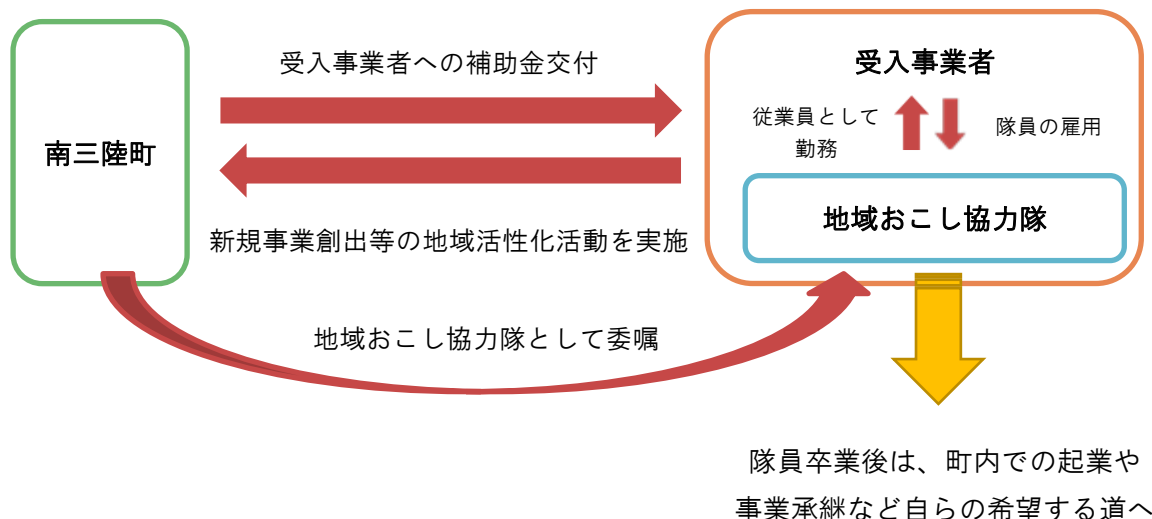 受入事業者への補助金交付
南三陸町
新規事業創出等の地域活性化活動を実施
地域おこし協力隊として委嘱
受入事業者
従業員として
勤務
隊員の雇用
地域おこし協力隊
隊員卒業後は、町内での起業や
事業承継など自らの希望する道へ